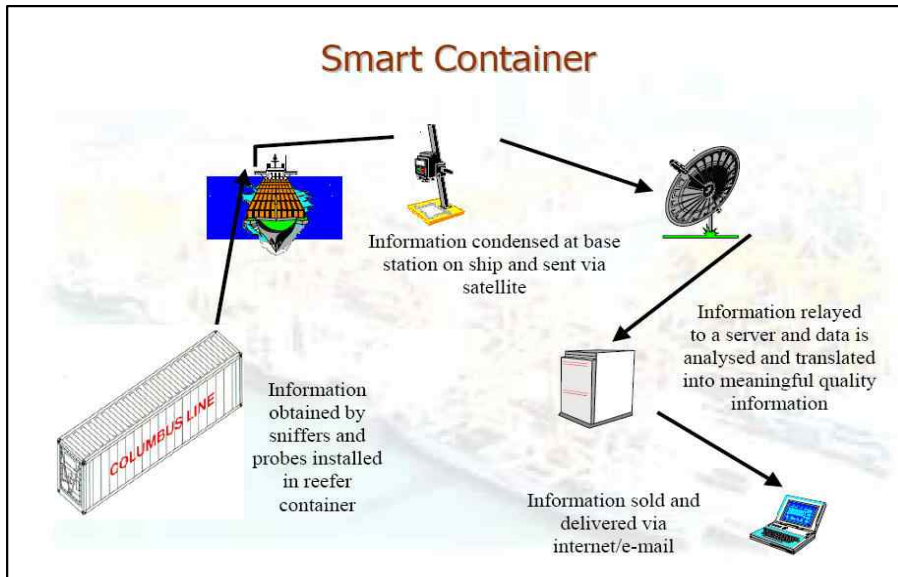 Smart Container
Information condensed at base
station on ship and sent via
satellite
Information relayed
to a server and data is
analysed and translated
into meaningful quality
information
COLUMBUS LINE
Information
obtained by
sniffers and
probes installed
in reefer
container
Information sold and
delivered via
internet/e-mail